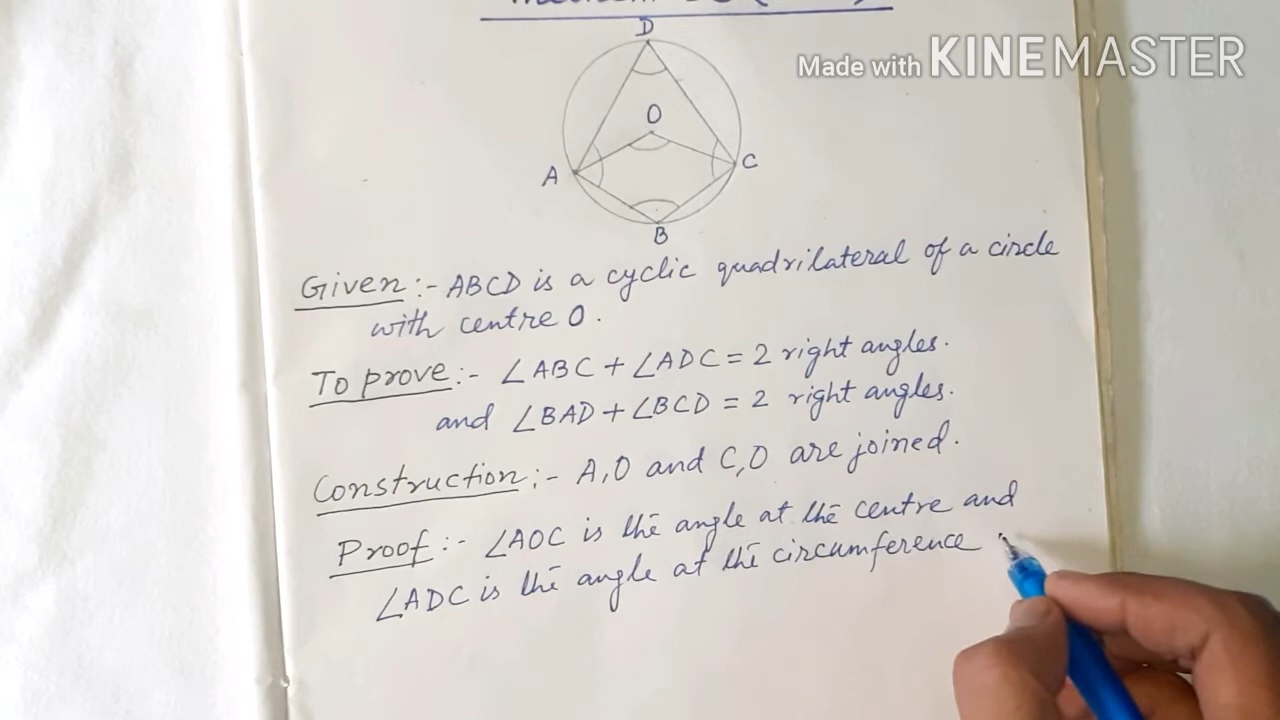 Made with KINEMASTER
D
O
A
C
B
Given :- ABCD is a cyclic quadrilateral of a circle
with centre O.
To prove :- ∠ABC + ∠ADC = 2 right angles.
and ∠BAD + ∠BCD = 2 right angles.
Construction :- A,O and C,O are joined.
Proof :- ∠AOC is the angle at the centre and
∠ADC is the angle at the circumference